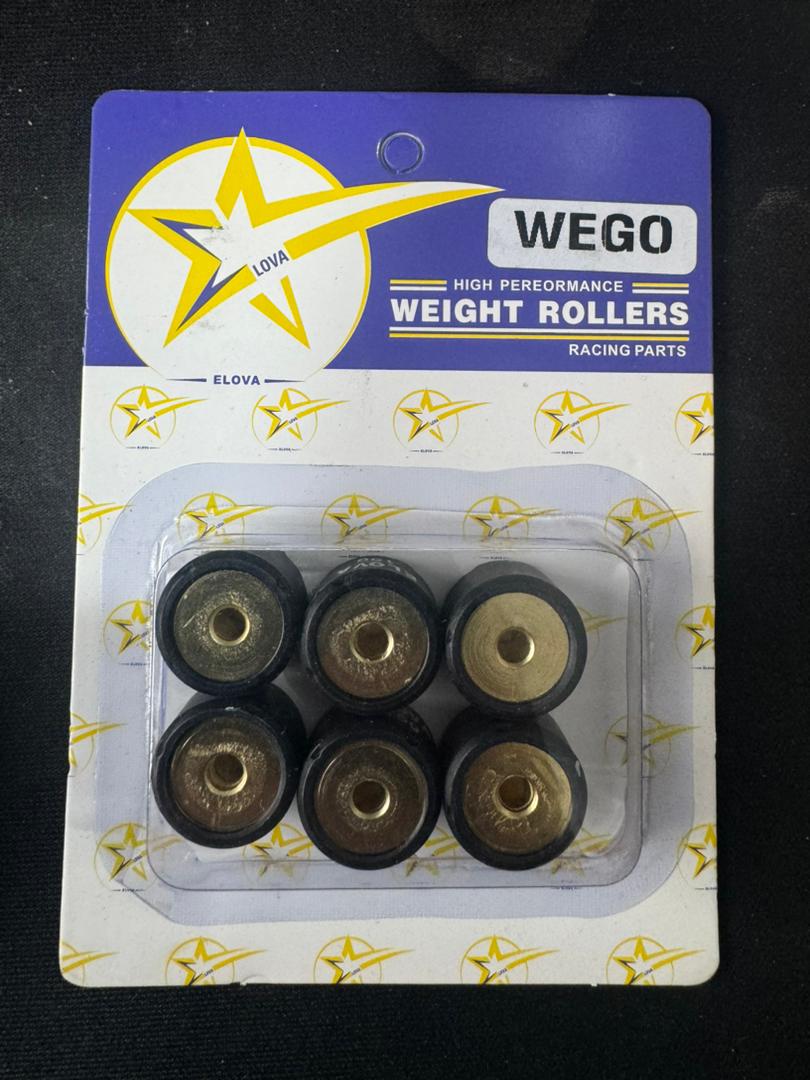 WEGO
LOVA
HIGH PEREORMANCE
WEIGHT ROLLERS
RACING PARTS
ELOVA